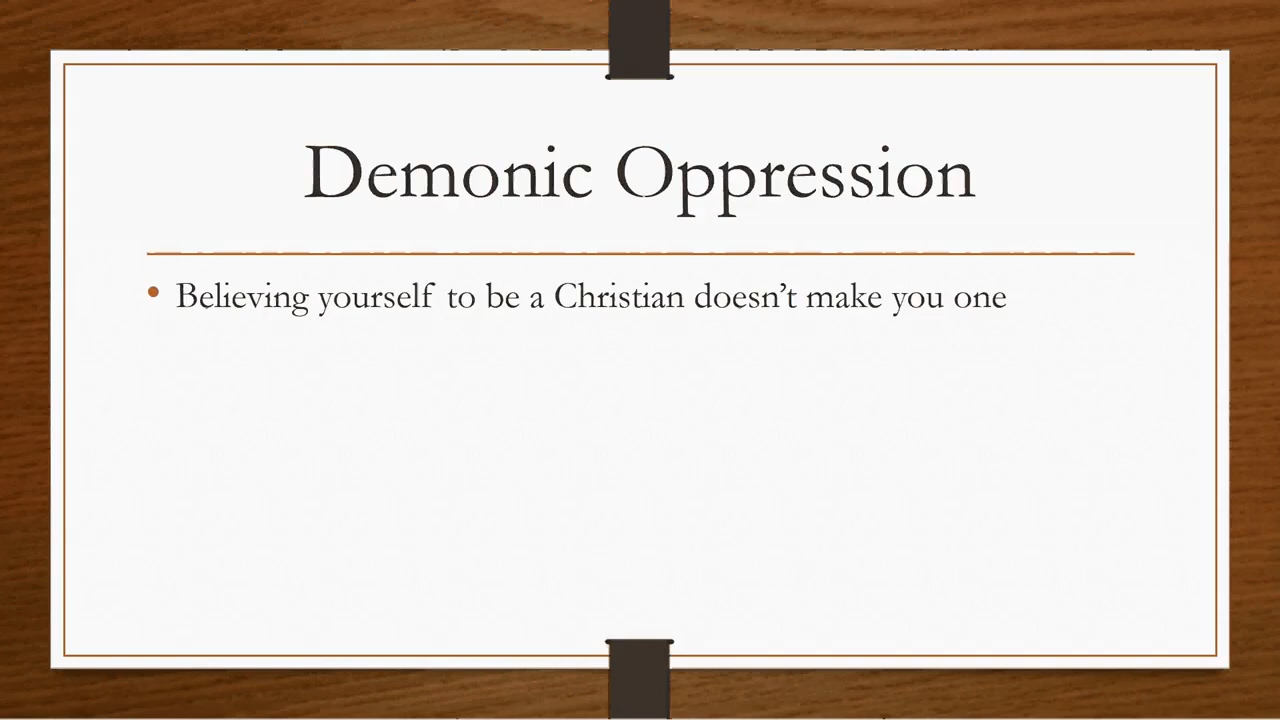 Demonic Oppression
• Believing yourself to be a Christian doesn’t make you one